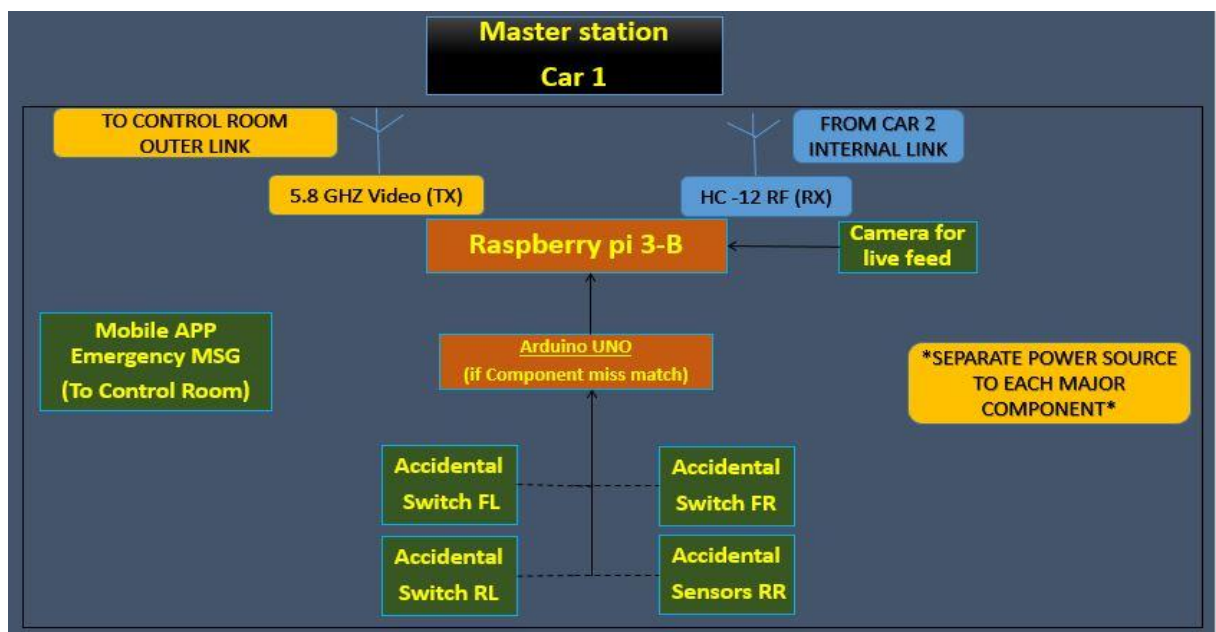 Master station
Car 1
TO CONTROL ROOM
OUTER LINK
FROM CAR 2
INTERNAL LINK
5.8 GHZ Video (TX)
HC -12 RF (RX)
Raspberry pi 3-B
Camera for
live feed
Mobile APP
Emergency MSG
(To Control Room)
Arduino UNO
(if Component miss match)
*SEPARATE POWER SOURCE
TO EACH MAJOR
COMPONENT*
Accidental
Switch FL
Accidental
Switch FR
Accidental
Switch RL
Accidental
Sensors RR